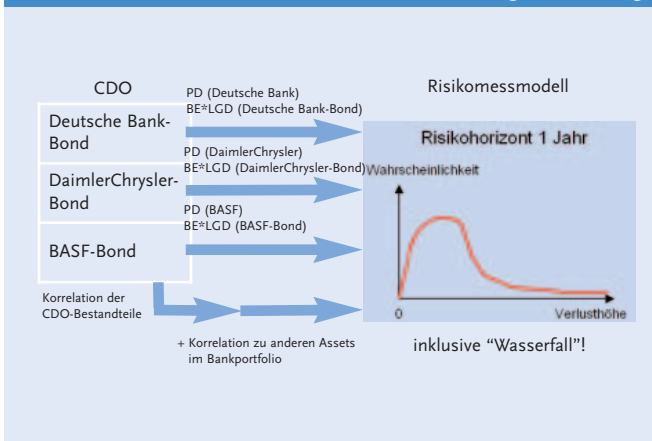 CDO
Deutsche Bank-
Bond
DaimlerChrysler-
Bond
BASF-Bond
Korrelation der
CDO-Bestandteile
PD (Deutsche Bank)
BE*LGD (Deutsche Bank-Bond)
PD (DaimlerChrysler)
BE*LGD (DaimlerChrysler-Bond)
PD (BASF)
BE*LGD (BASF-Bond)
+ Korrelation zu anderen Assets
im Bankportfolio
Risikomessmodell
Risikohorizont 1 Jahr
Wahrscheinlichkeit
0
Verlusthöhe
inklusive “Wasserfall”!